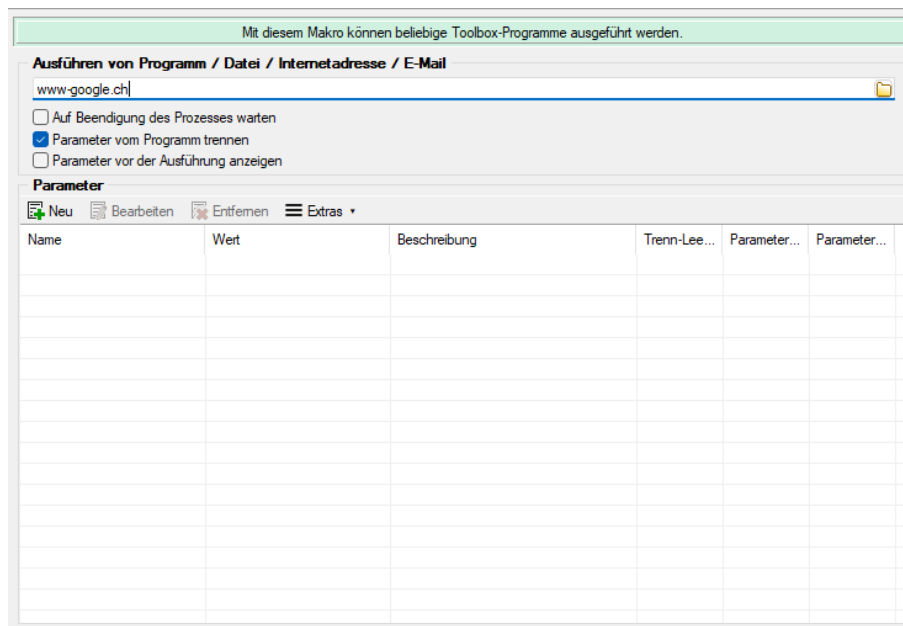 Mit diesem Makro können beliebige Toolbox-Programme ausgeführt werden.
Ausführen von Programm / Datei / Internetadresse / E-Mail
www-google.ch
Auf Beendigung des Prozesses warten
Parameter vom Programm trennen
Parameter vor der Ausführung anzeigen
Parameter
Neu Bearbeiten Entfernen Extras
Name Wert Beschreibung Trenn-Lee... Parameter... Parameter...